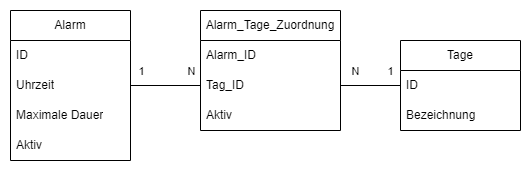 Alarm
ID
Uhrzeit
Maximale Dauer
Aktiv
1
N
Alarm_Tage_Zuordnung
Alarm_ID
Tag_ID
Aktiv
N
1
Tage
ID
Bezeichnung